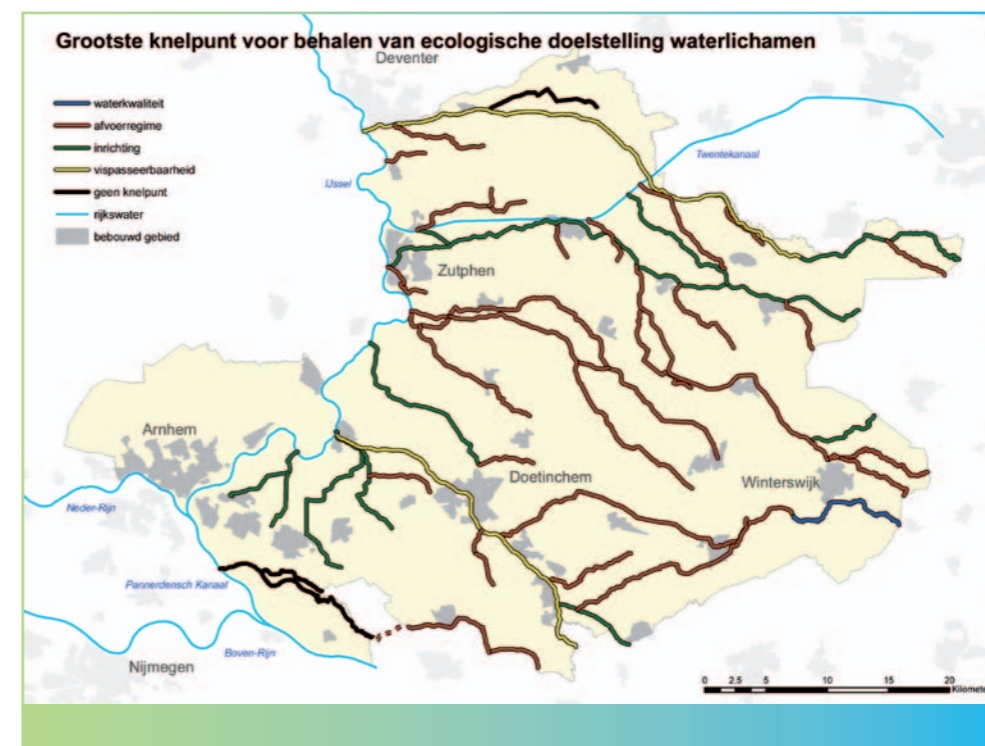 Grootste knelpunt voor behalen van ecologische doelstelling waterlichamen
Deventer
waterkwaliteit
afvoerregime
inrichting
vispasseerbaarheid
geen knelpunt
rijkswater
bebouwd gebied
Twentekanaal
IJssel
Zutphen
Arnhem
Doetinchem
Winterswijk
Neder-Rijn
Pannerdensch Kanaal
Boven-Rijn
Nijmegen
0 2.5 5 10 15 20
Kilometer